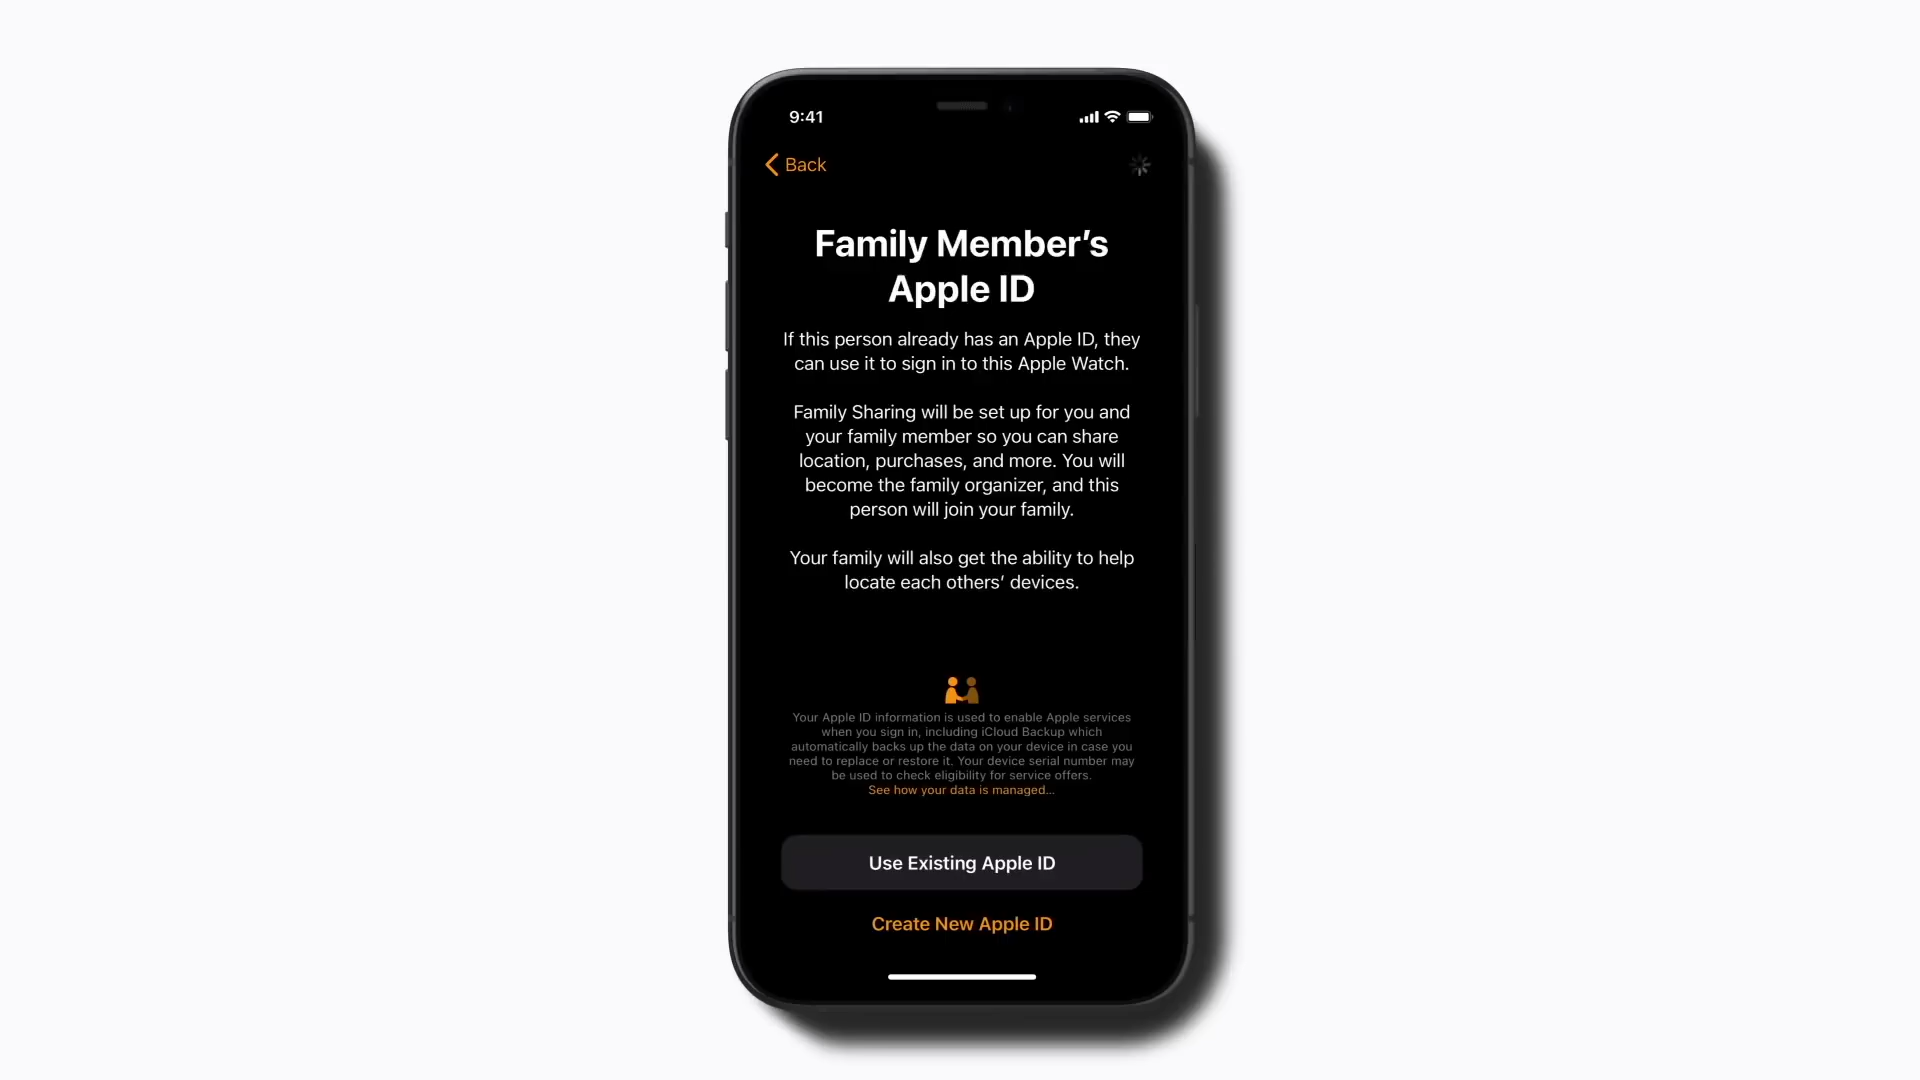 9:41
Back
Family Member’s
Apple ID
If this person already has an Apple ID, they
can use it to sign in to this Apple Watch.
Family Sharing will be set up for you and
your family member so you can share
location, purchases, and more. You will
become the family organizer, and this
person will join your family.
Your family will also get the ability to help
locate each others’ devices.
Your Apple ID information is used to enable Apple services
when you sign in, including iCloud Backup which
automatically backs up the data on your device in case you
need to replace or restore it. Your device serial number may
be used to check eligibility for service offers.
See how your data is managed...
Use Existing Apple ID
Create New Apple ID